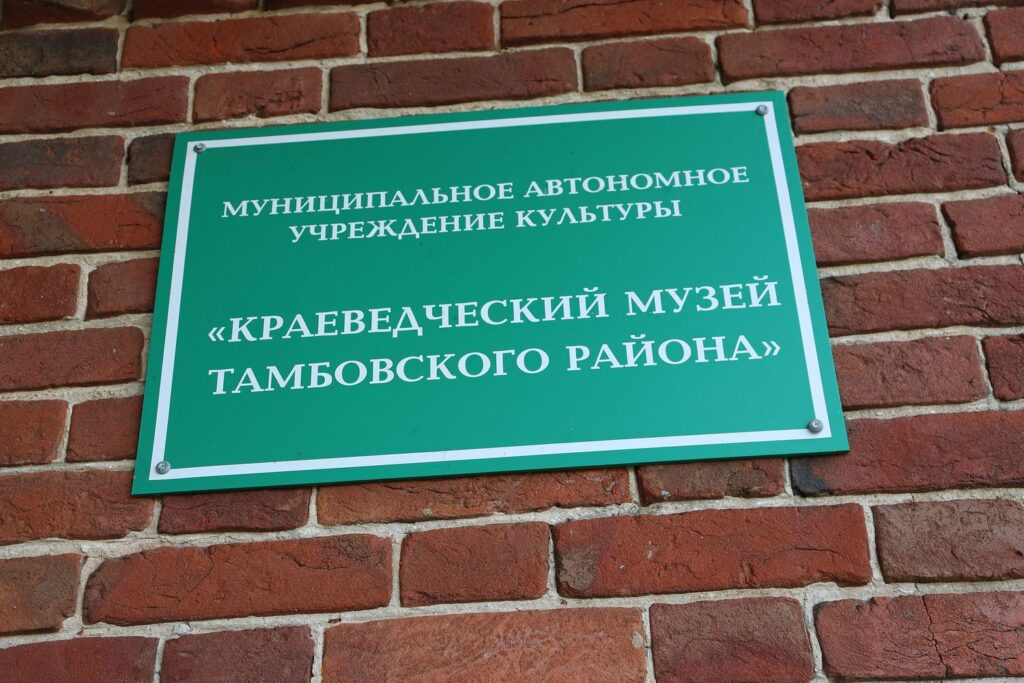 МУНИЦИПАЛЬНОЕ АВТОНОМНОЕ
УЧРЕЖДЕНИЕ КУЛЬТУРЫ
«КРАЕВЕДЧЕСКИЙ МУЗЕЙ
ТАМБОВСКОГО РАЙОНА»